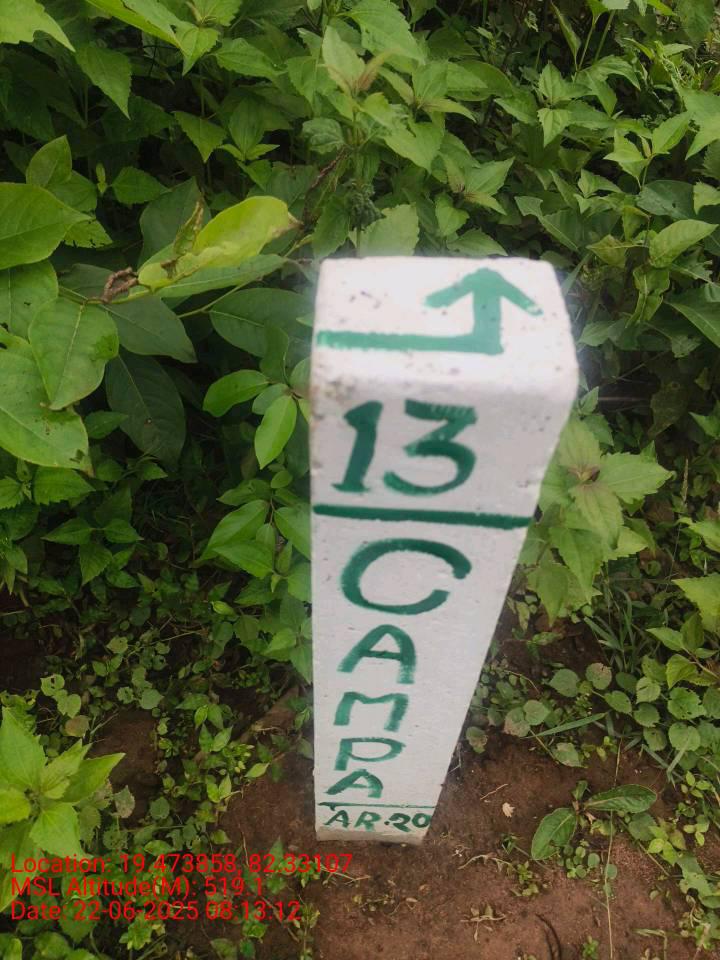 13
CAMPA
AR.20
Location: 19.473858, 82.33107
MSL Altitude(M): 519.1
Date: 22-06-2025 08:13:12